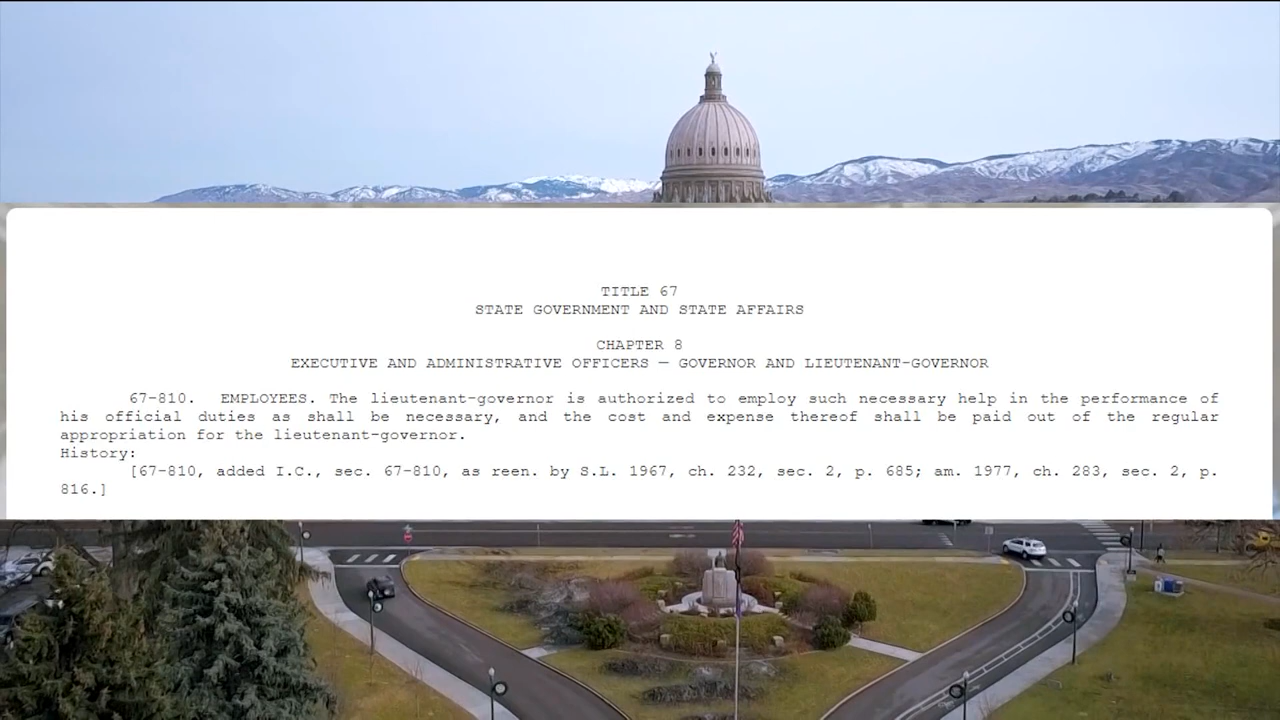 TITLE 67
STATE GOVERNMENT AND STATE AFFAIRS
CHAPTER 8
EXECUTIVE AND ADMINISTRATIVE OFFICERS — GOVERNOR AND LIEUTENANT-GOVERNOR
67-810. EMPLOYEES. The lieutenant-governor is authorized to employ such necessary help in the performance of
his official duties as shall be necessary, and the cost and expense thereof shall be paid out of the regular
appropriation for the lieutenant-governor.
History:
[67-810, added I.C., sec. 67-810, as reen. by S.L. 1967, ch. 232, sec. 2, p. 685; am. 1977, ch. 283, sec. 2, p.
816.]